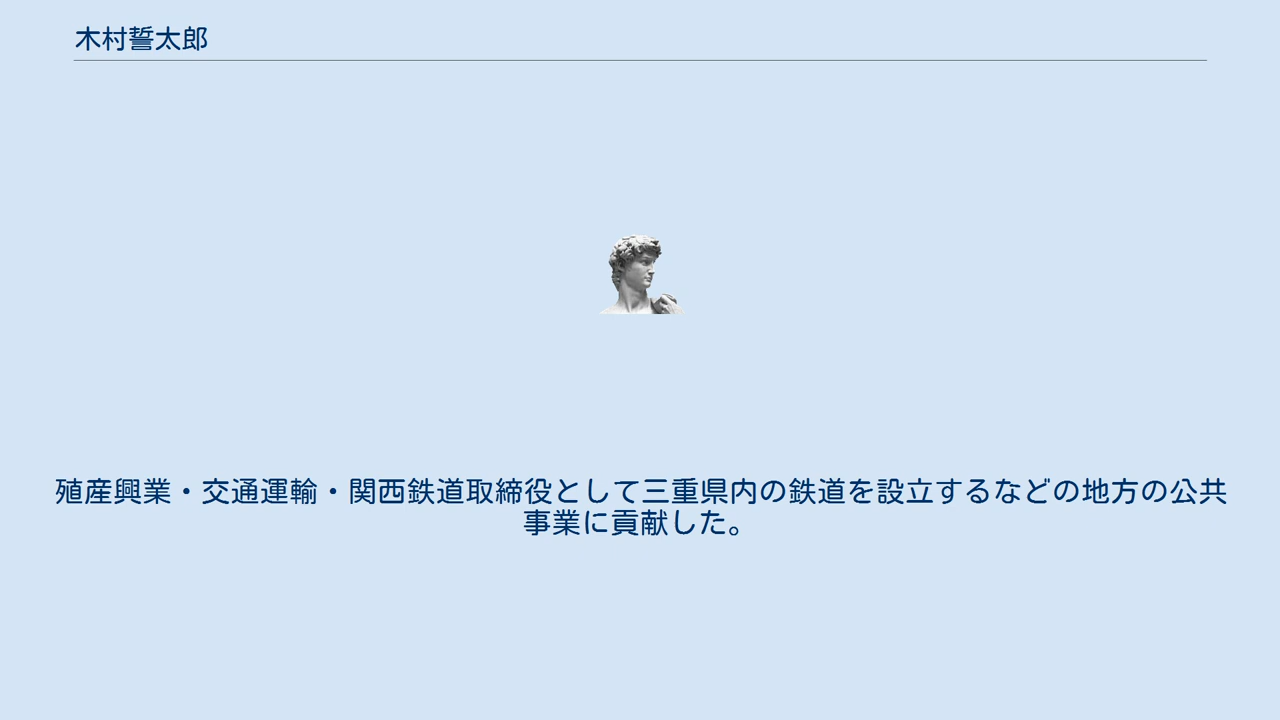 木村誓太郎
殖産興業・交通運輸・関西鉄道取締役として三重県内の鉄道を設立するなどの地方の公共
事業に貢献した。